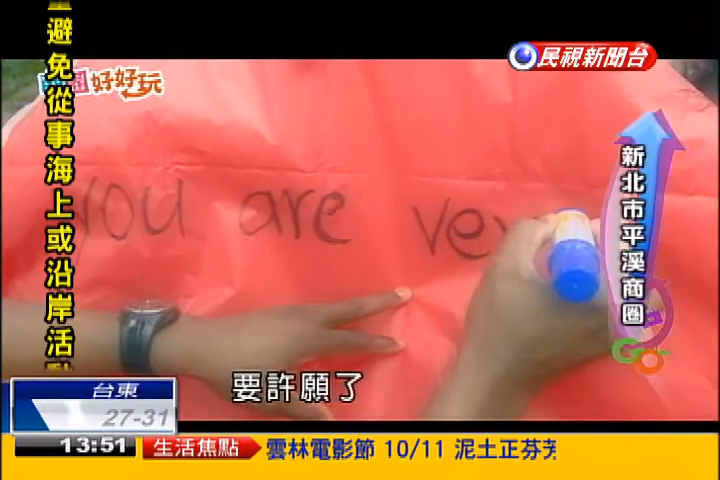 避免從事海上或沿岸活
民視新聞台
好好玩
新北市平溪商圈
you are ve
GO
要許願了
台東
27-31
13:51
生活焦點
雲林電影節 10/11 泥土正芬芳